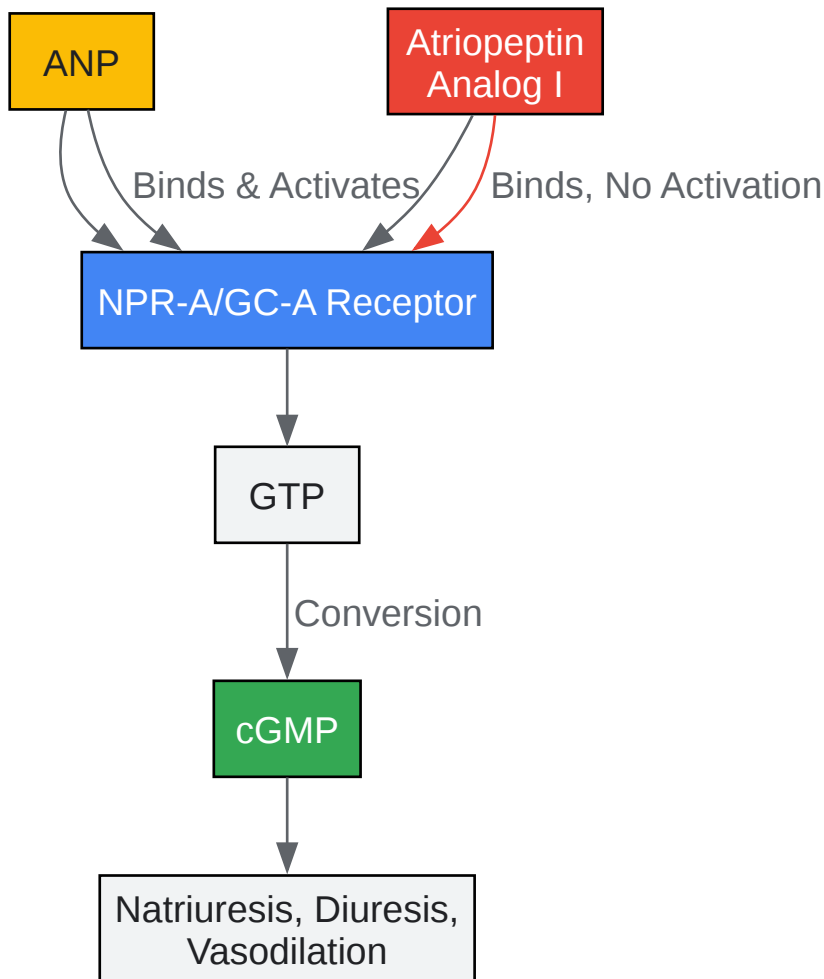 ANP
Atriopeptin
Analog I
Binds & Activates
Binds, No Activation
NPR-A/GC-A Receptor
GTP
Conversion
cGMP
Natriuresis, Diuresis,
Vasodilation